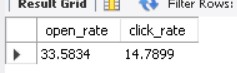 Result Grid Filter Rows:
open_rate click_rate
33.5834 14.7899